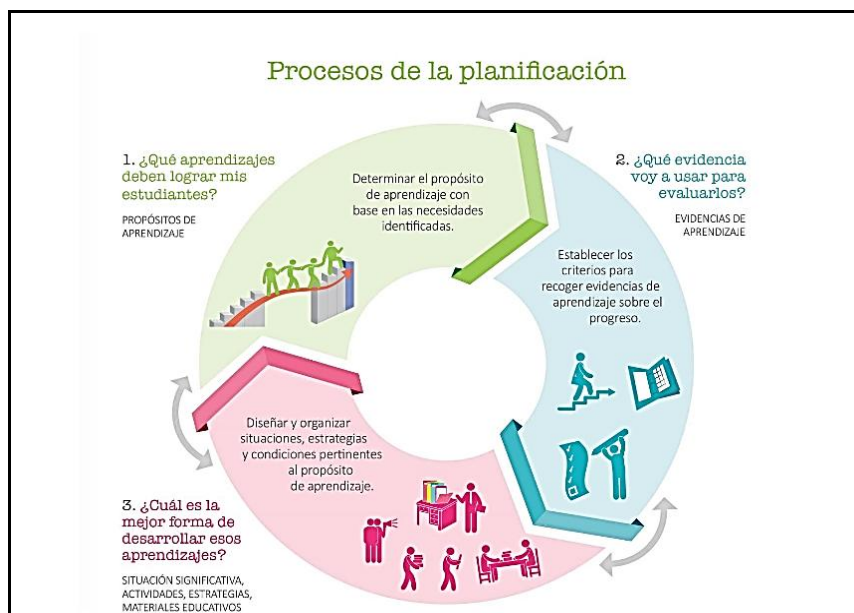 Procesos de la planificación
1. ¿Qué aprendizajes
deben lograr mis
estudiantes?
PROPÓSITOS DE
APRENDIZAJE
Determinar el propósito
de aprendizaje con
base en las necesidades
identificadas.
2. ¿Qué evidencia
voy a usar para
evaluarlos?
EVIDENCIAS DE
APRENDIZAJE
Establecer los
criterios para
recoger evidencias de
aprendizaje sobre el
progreso.
Diseñar y organizar
situaciones, estrategias
y condiciones pertinentes
al propósito
de aprendizaje.
3. ¿Cuál es la
mejor forma de
desarrollar esos
aprendizajes?
SITUACIÓN SIGNIFICATIVA,
ACTIVIDADES, ESTRATEGIAS,
MATERIALES EDUCATIVOS